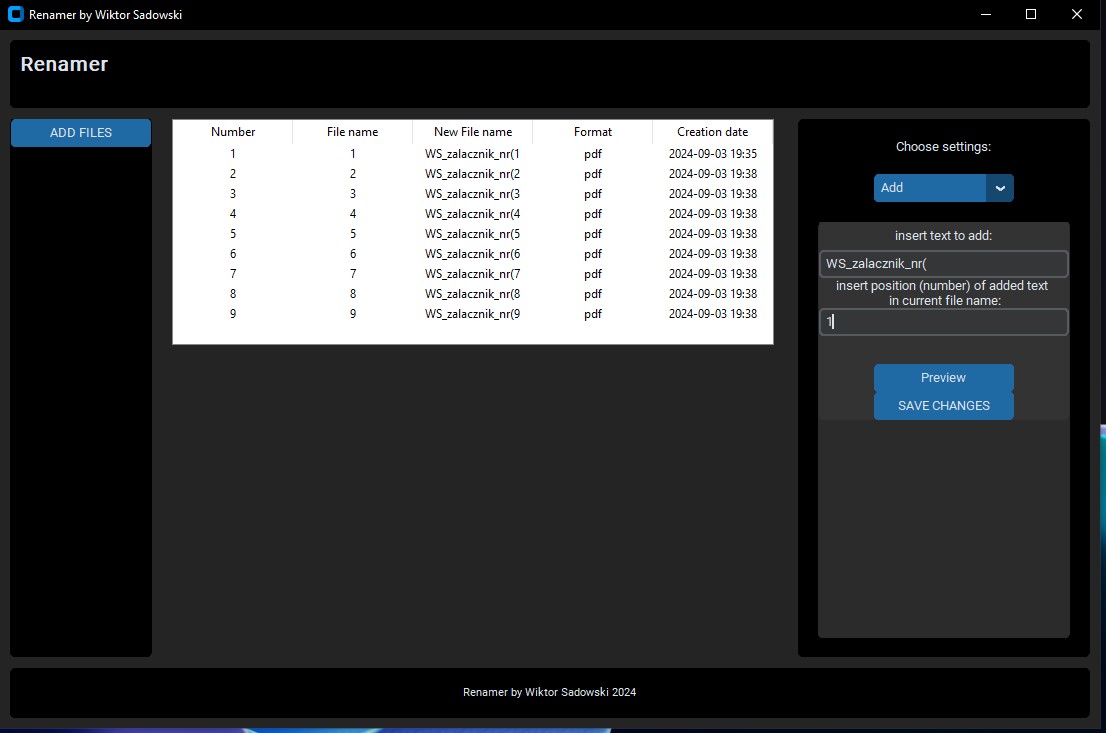 Renamer by Wiktor Sadowski
Renamer
ADD FILES
Number File name New File name Format Creation date
1 1 WS_zalacznik_nr(1 pdf 2024-09-03 19:35
2 2 WS_zalacznik_nr(2 pdf 2024-09-03 19:38
3 3 WS_zalacznik_nr(3 pdf 2024-09-03 19:38
4 4 WS_zalacznik_nr(4 pdf 2024-09-03 19:38
5 5 WS_zalacznik_nr(5 pdf 2024-09-03 19:38
6 6 WS_zalacznik_nr(6 pdf 2024-09-03 19:38
7 7 WS_zalacznik_nr(7 pdf 2024-09-03 19:38
8 8 WS_zalacznik_nr(8 pdf 2024-09-03 19:38
9 9 WS_zalacznik_nr(9 pdf 2024-09-03 19:38
Choose settings:
Add
insert text to add:
WS_zalacznik_nr(
insert position (number) of added text
in current file name:
1
Preview
SAVE CHANGES
Renamer by Wiktor Sadowski 2024